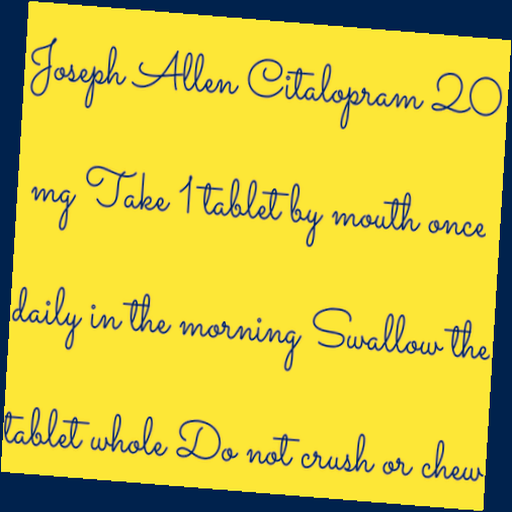 Joseph Allen Citalopram 20
mg Take 1 tablet by mouth once
daily in the morning Swallow the
tablet whole Do not crush or chew